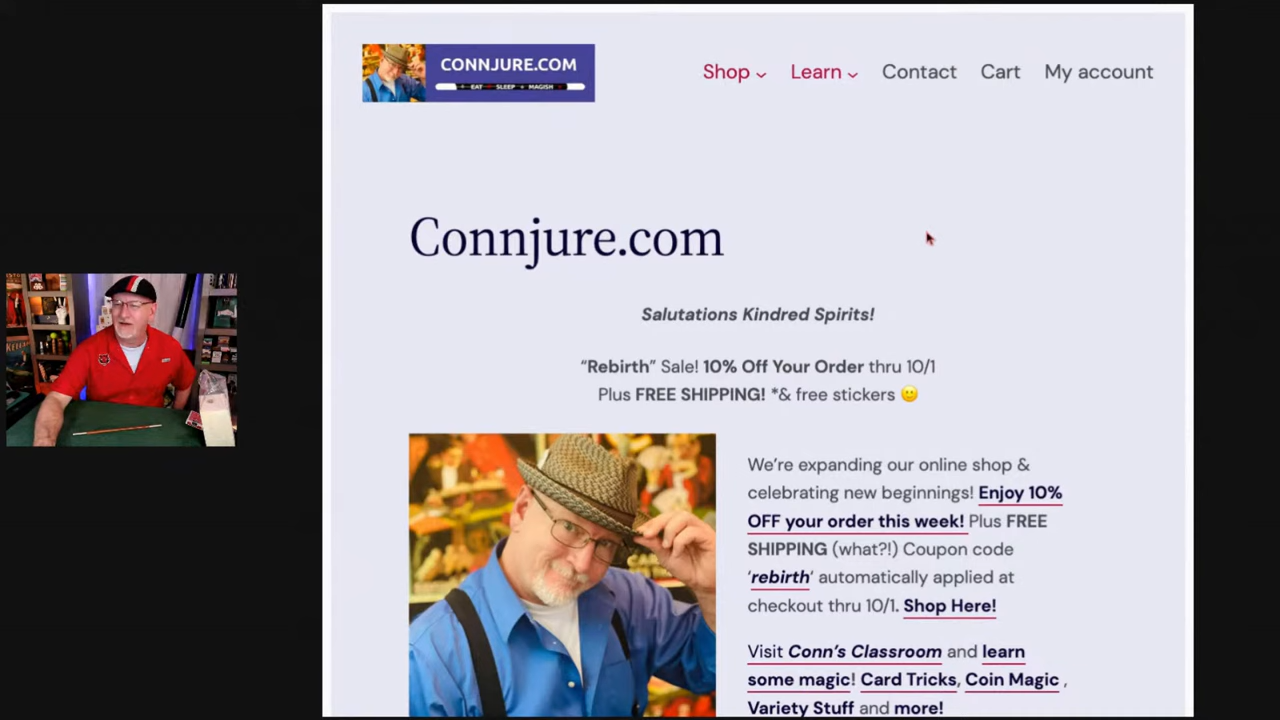 CONNJURE.COM
EAT SLEEP MAGISH
Shop Learn Contact Cart My account
Connjure.com
Salutations Kindred Spirits!
“Rebirth” Sale! 10% Off Your Order thru 10/1
Plus FREE SHIPPING! *& free stickers 🙂
We’re expanding our online shop &
celebrating new beginnings! Enjoy 10%
OFF your order this week! Plus FREE
SHIPPING (what?!) Coupon code
‘rebirth‘ automatically applied at
checkout thru 10/1. Shop Here!
Visit Conn’s Classroom and learn
some magic! Card Tricks, Coin Magic ,
Variety Stuff and more!